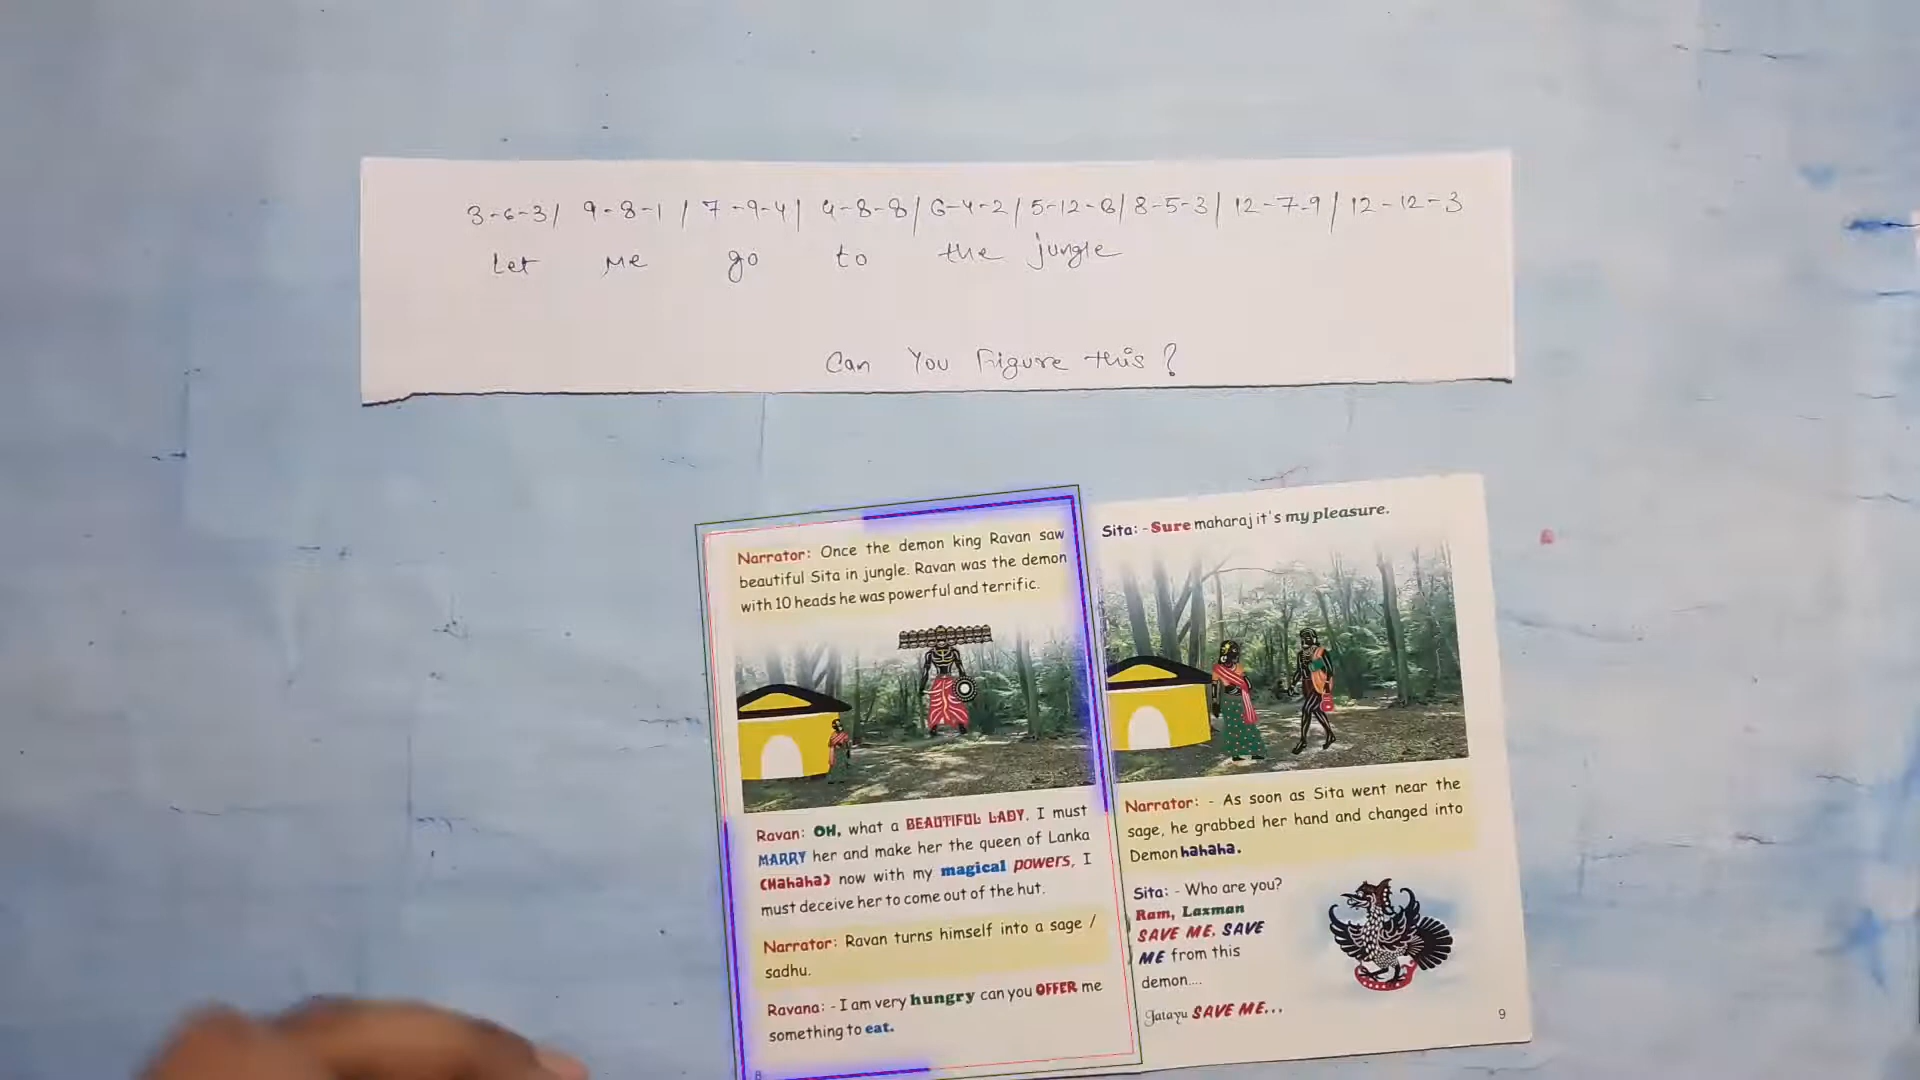 3-6-3/ 9-8-1 / 7-9-4/ 9-8-8/ 6-4-2/ 5-12-8/ 8-5-3/ 12-7-9/ 12-12-3
Let Me go to the jungle
Can You Figure this?
Narrator: Once the demon king Ravan saw
beautiful Sita in jungle. Ravan was the demon
with 10 heads he was powerful and terrific.
Ravan: OH, what a BEAUTIFUL LADY. I must
MARRY her and make her the queen of Lanka
(Hahaha) now with my magical powers, I
must deceive her to come out of the hut.
Narrator: Ravan turns himself into a sage /
sadhu.
Ravana: - I am very hungry can you OFFER me
something to eat.
8
Sita: - Sure maharaj it's my pleasure.
Narrator: - As soon as Sita went near the
sage, he grabbed her hand and changed into
Demon hahaha.
Sita: - Who are you?
Ram, Laxman
SAVE ME, SAVE
ME from this
demon....
Jatayu SAVE ME...
9